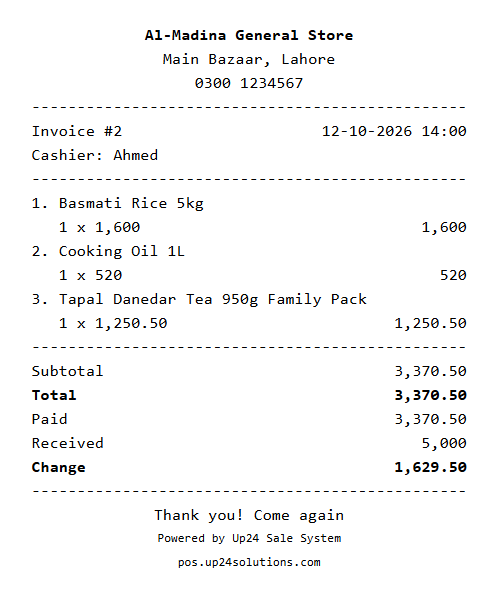 Al-Madina General Store
Main Bazaar, Lahore
0300 1234567
------------------------------------------------
Invoice #2 12-10-2026 14:00
Cashier: Ahmed
------------------------------------------------
1. Basmati Rice 5kg
1 x 1,600 1,600
2. Cooking Oil 1L
1 x 520 520
3. Tapal Danedar Tea 950g Family Pack
1 x 1,250.50 1,250.50
------------------------------------------------
Subtotal 3,370.50
Total 3,370.50
Paid 3,370.50
Received 5,000
Change 1,629.50
------------------------------------------------
Thank you! Come again
Powered by Up24 Sale System
pos.up24solutions.com